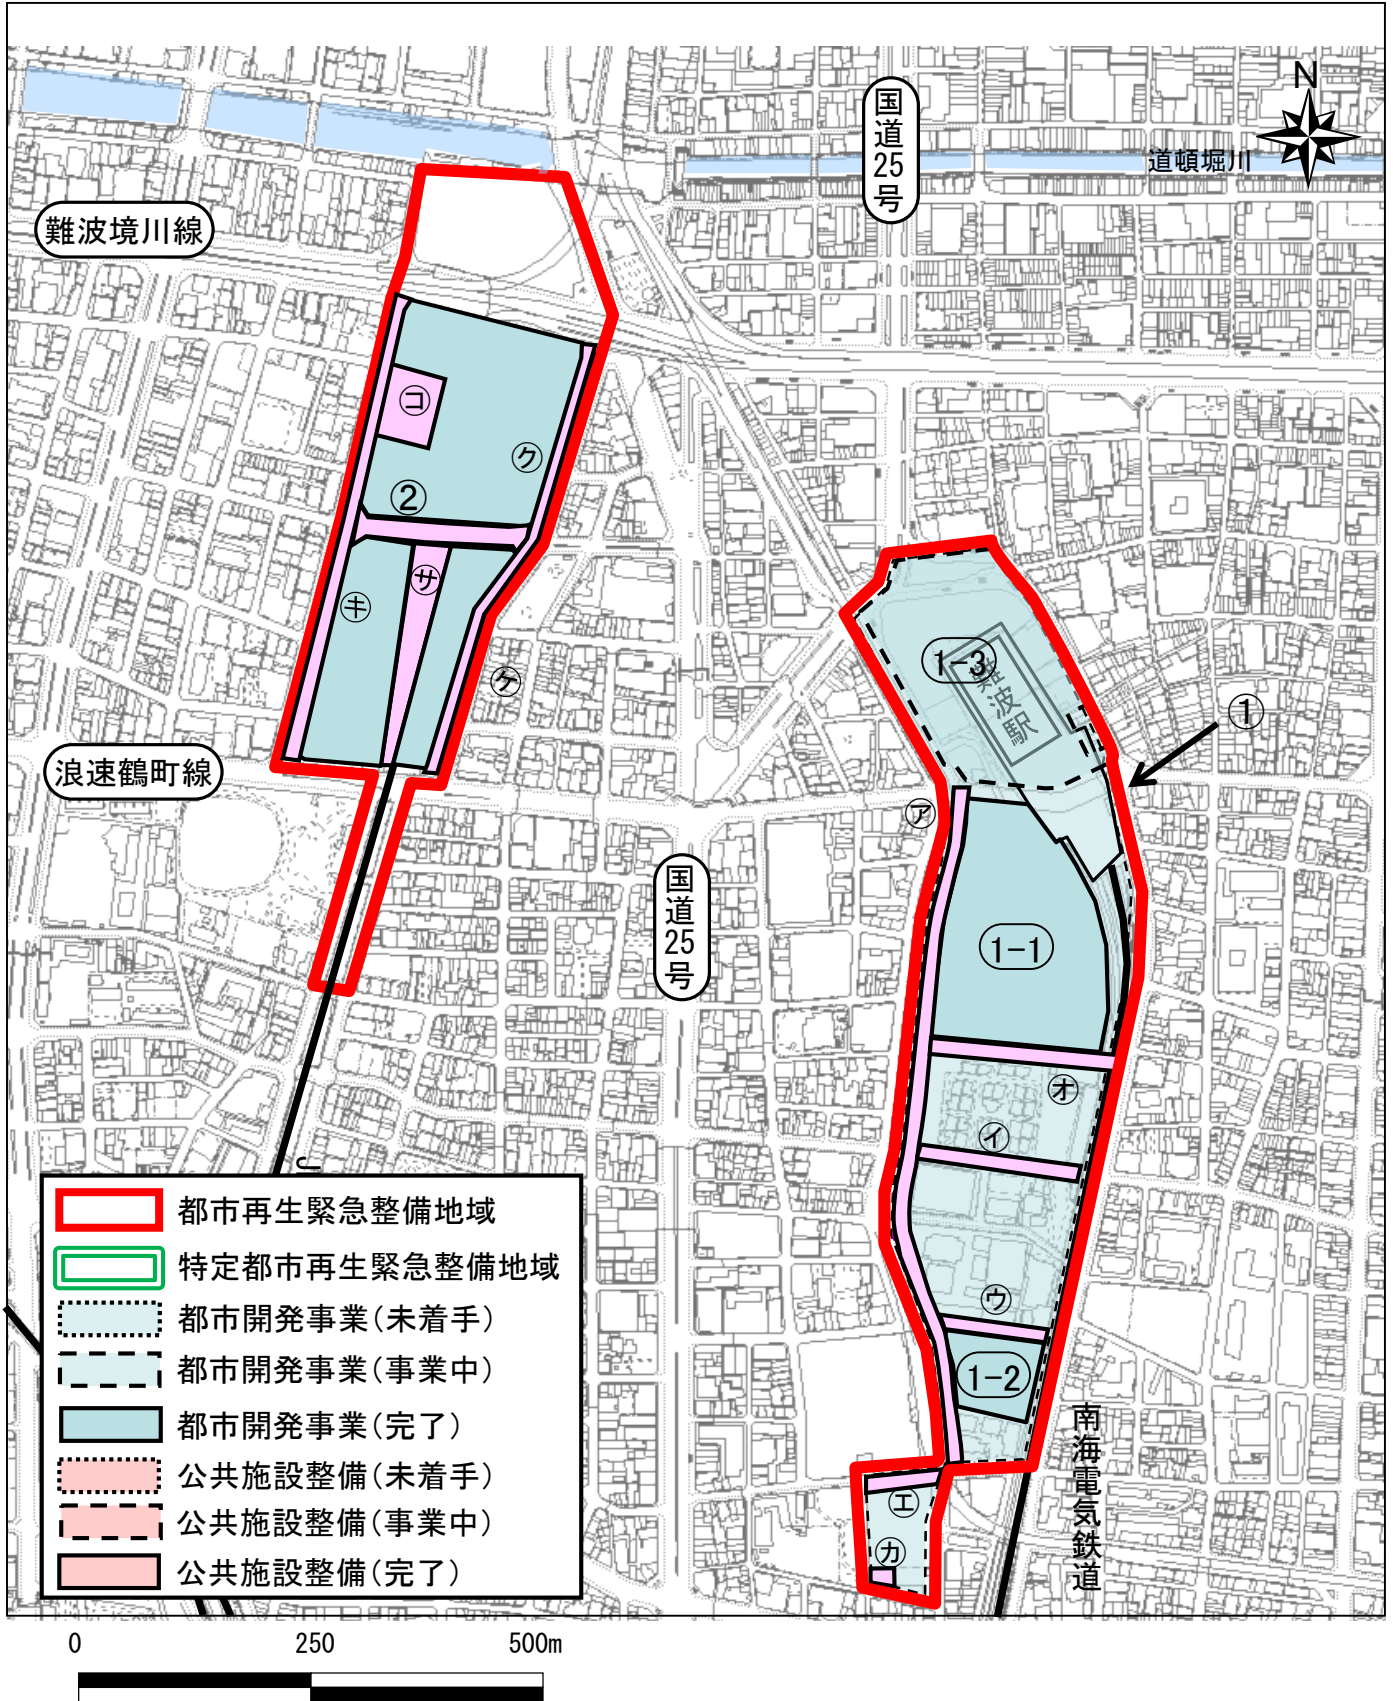 N
国道25号
道頓堀川
難波境川線
㋙
㋗
②
㋚
㋖
㋘
1-3
難波駅
①
浪速鶴町線
㋐
国道25号
1-1
㋔
㋑
㋒
1-2
南海電気鉄道
㋓
㋕
J
都市再生緊急整備地域
特定都市再生緊急整備地域
都市開発事業(未着手)
都市開発事業(事業中)
都市開発事業(完了)
公共施設整備(未着手)
公共施設整備(事業中)
公共施設整備(完了)
0 250 500m